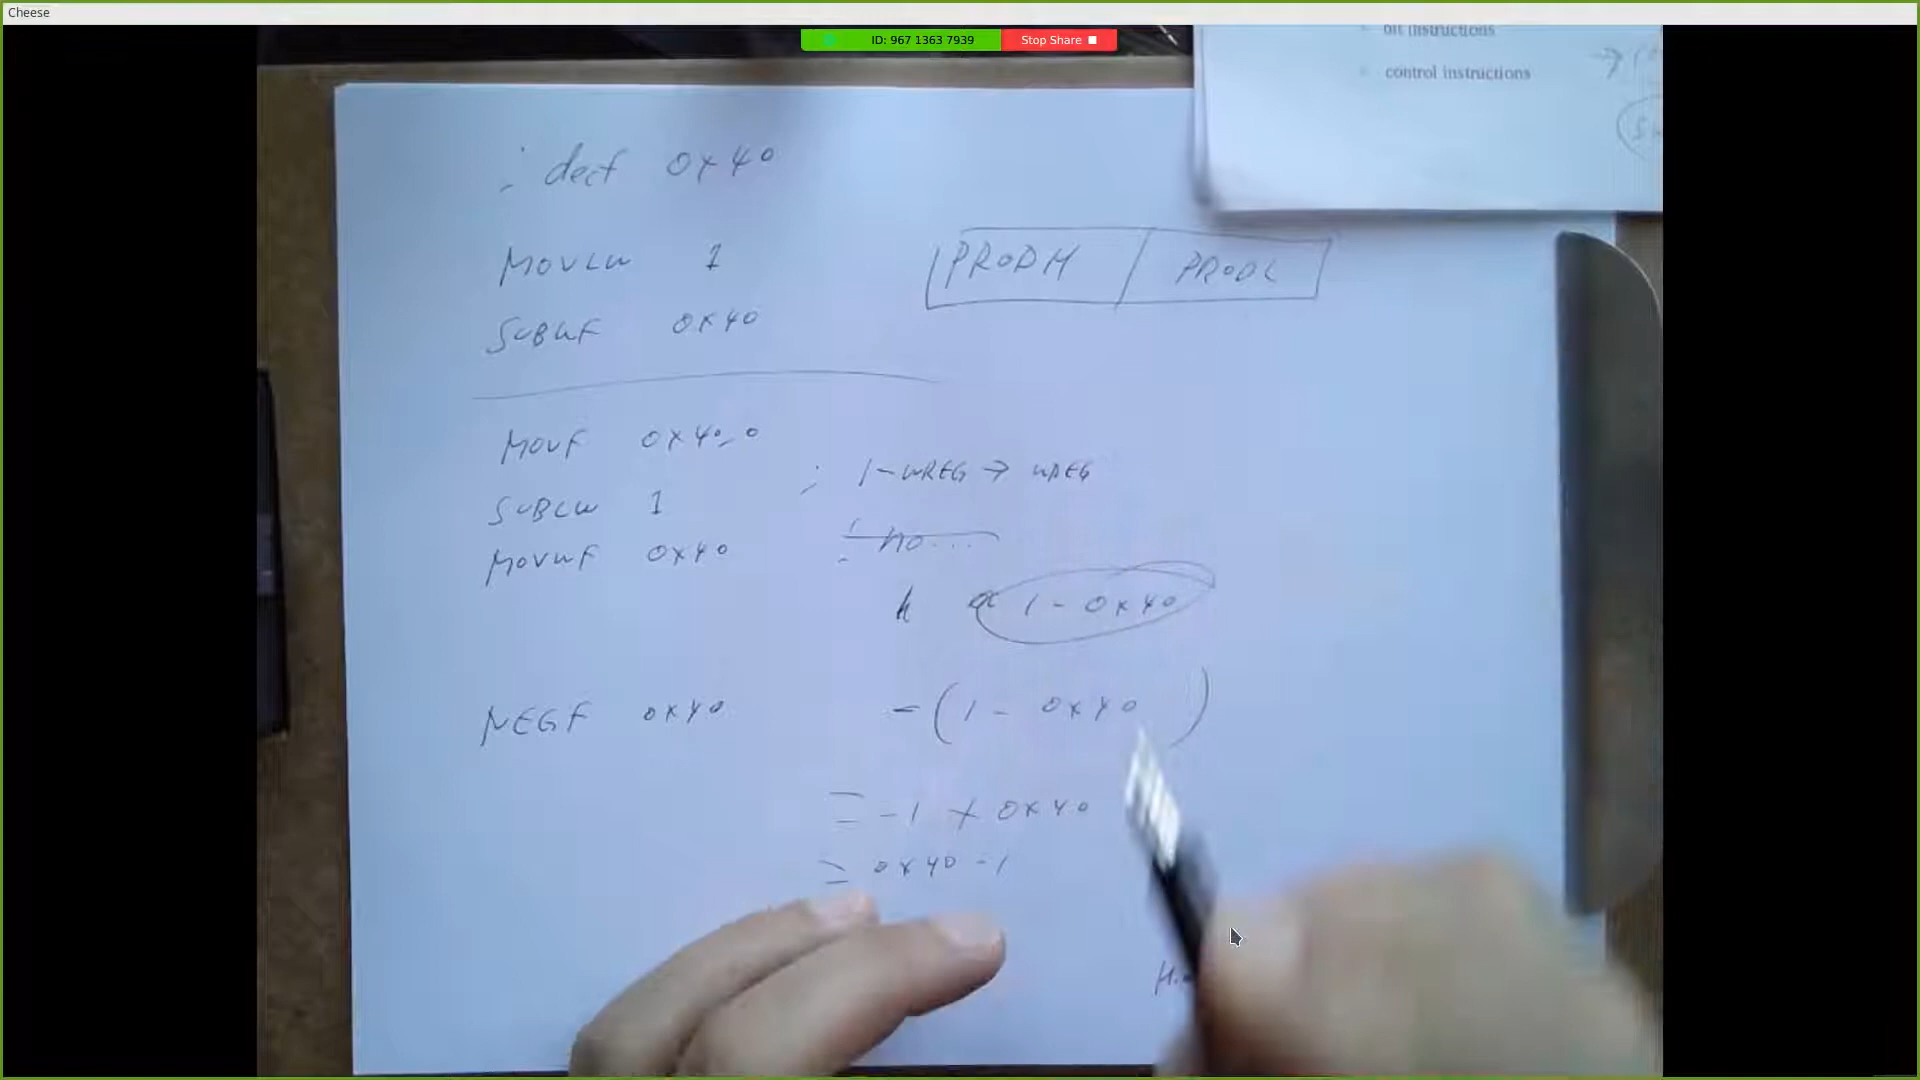 Cheese
ID: 967 1363 7939
Stop Share
bit instructions
control instructions
; decf 0x40
MOVLW 1
PRODH PRODL
SUBWF 0x40
MOVF 0x40,0
; 1-WREG → WREG
SUBLW 1
; no...
MOVWF 0x40
1 - 0x40
NEGF 0x40
- (1 - 0x40)
= -1 + 0x40
= 0x40 -1